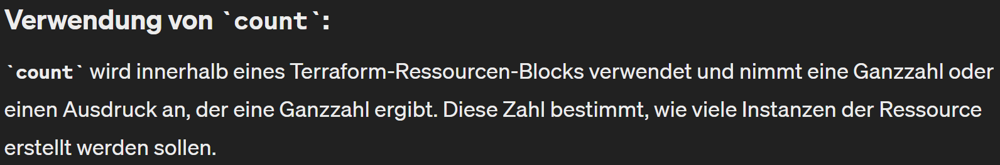 Verwendung von `count`:
`count` wird innerhalb eines Terraform-Ressourcen-Blocks verwendet und nimmt eine Ganzzahl oder
einen Ausdruck an, der eine Ganzzahl ergibt. Diese Zahl bestimmt, wie viele Instanzen der Ressource
erstellt werden sollen.